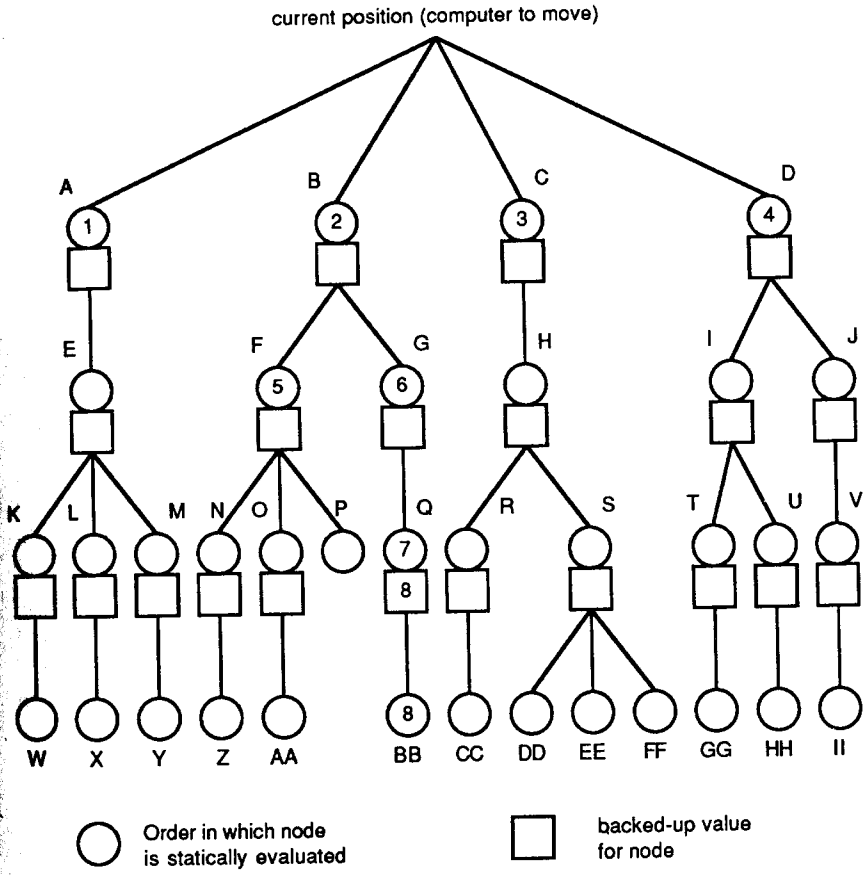 current position (computer to move)
A B C D
1 2 3 4
E F G H I J
5 6
K L M N O P Q R S T U V
7
8
8
W X Y Z AA BB CC DD EE FF GG HH II
Order in which node
is statically evaluated
backed-up value
for node